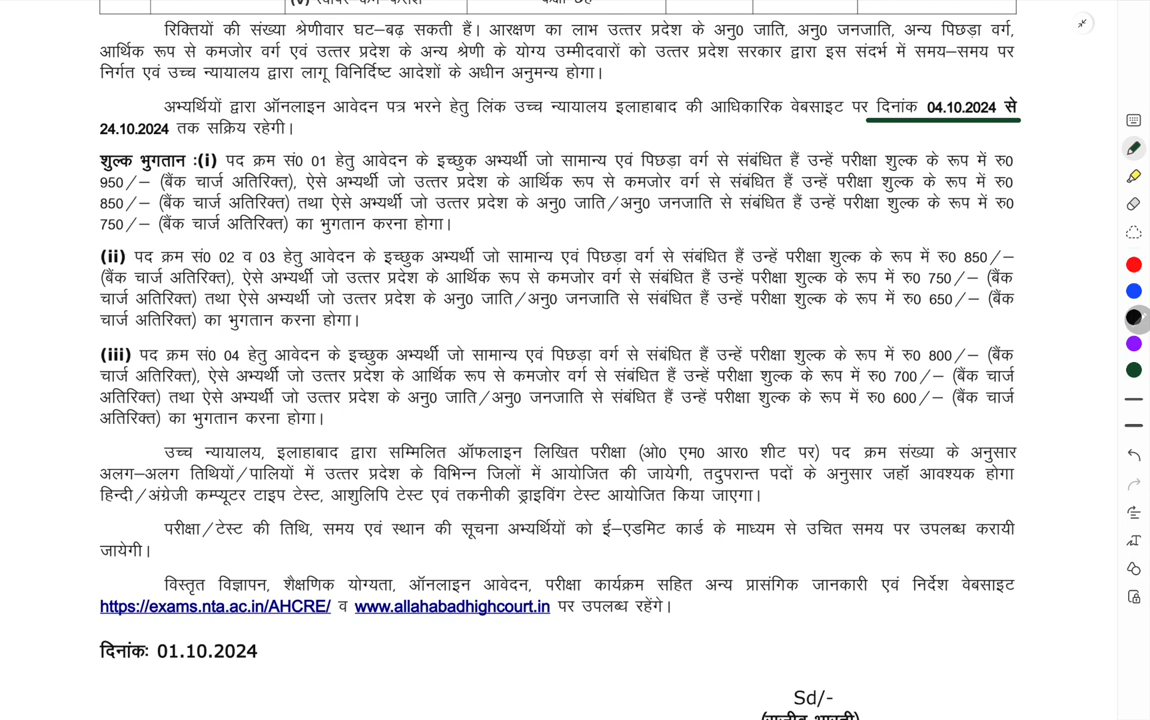 रिक्तियों की संख्या श्रेणीवार घट–बढ़ सकती हैं। आरक्षण का लाभ उत्तर प्रदेश के अनु0 जाति, अनु0 जनजाति, अन्य पिछड़ा वर्ग,
आर्थिक रूप से कमजोर वर्ग एवं उत्तर प्रदेश के अन्य श्रेणी के योग्य उम्मीदवारों को उत्तर प्रदेश सरकार द्वारा इस संदर्भ में समय–समय पर
निर्गत एवं उच्च न्यायालय द्वारा लागू विनिर्दिष्ट आदेशों के अधीन अनुमन्य होगा।
अभ्यर्थियों द्वारा ऑनलाइन आवेदन पत्र भरने हेतु लिंक उच्च न्यायालय इलाहाबाद की आधिकारिक वेबसाइट पर दिनांक 04.10.2024 से
24.10.2024 तक सक्रिय रहेगी।
शुल्क भुगतान :(i) पद क्रम सं0 01 हेतु आवेदन के इच्छुक अभ्यर्थी जो सामान्य एवं पिछड़ा वर्ग से संबंधित हैं उन्हें परीक्षा शुल्क के रूप में रु0
950/– (बैंक चार्ज अतिरिक्त), ऐसे अभ्यर्थी जो उत्तर प्रदेश के आर्थिक रूप से कमजोर वर्ग से संबंधित हैं उन्हें परीक्षा शुल्क के रूप में रु0
850/– (बैंक चार्ज अतिरिक्त) तथा ऐसे अभ्यर्थी जो उत्तर प्रदेश के अनु0 जाति/अनु0 जनजाति से संबंधित हैं उन्हें परीक्षा शुल्क के रूप में रु0
750/– (बैंक चार्ज अतिरिक्त) का भुगतान करना होगा।
(ii) पद क्रम सं0 02 व 03 हेतु आवेदन के इच्छुक अभ्यर्थी जो सामान्य एवं पिछड़ा वर्ग से संबंधित हैं उन्हें परीक्षा शुल्क के रूप में रु0 850/–
(बैंक चार्ज अतिरिक्त), ऐसे अभ्यर्थी जो उत्तर प्रदेश के आर्थिक रूप से कमजोर वर्ग से संबंधित हैं उन्हें परीक्षा शुल्क के रूप में रु0 750/– (बैंक
चार्ज अतिरिक्त) तथा ऐसे अभ्यर्थी जो उत्तर प्रदेश के अनु0 जाति/अनु0 जनजाति से संबंधित हैं उन्हें परीक्षा शुल्क के रूप में रु0 650/– (बैंक
चार्ज अतिरिक्त) का भुगतान करना होगा।
(iii) पद क्रम सं0 04 हेतु आवेदन के इच्छुक अभ्यर्थी जो सामान्य एवं पिछड़ा वर्ग से संबंधित हैं उन्हें परीक्षा शुल्क के रूप में रु0 800/– (बैंक
चार्ज अतिरिक्त), ऐसे अभ्यर्थी जो उत्तर प्रदेश के आर्थिक रूप से कमजोर वर्ग से संबंधित हैं उन्हें परीक्षा शुल्क के रूप में रु0 700/– (बैंक चार्ज
अतिरिक्त) तथा ऐसे अभ्यर्थी जो उत्तर प्रदेश के अनु0 जाति/अनु0 जनजाति से संबंधित हैं उन्हें परीक्षा शुल्क के रूप में रु0 600/– (बैंक चार्ज
अतिरिक्त) का भुगतान करना होगा।
उच्च न्यायालय, इलाहाबाद द्वारा सम्मिलित ऑफलाइन लिखित परीक्षा (ओ0 एम0 आर0 शीट पर) पद क्रम संख्या के अनुसार
अलग–अलग तिथियों/पालियों में उत्तर प्रदेश के विभिन्न जिलों में आयोजित की जायेगी, तदुपरान्त पदों के अनुसार जहॉं आवश्यक होगा
हिन्दी/अंग्रेजी कम्प्यूटर टाइप टेस्ट, आशुलिपि टेस्ट एवं तकनीकी ड्राइविंग टेस्ट आयोजित किया जाएगा।
परीक्षा/टेस्ट की तिथि, समय एवं स्थान की सूचना अभ्यर्थियों को ई–एडमिट कार्ड के माध्यम से उचित समय पर उपलब्ध करायी
जायेगी।
विस्तृत विज्ञापन, शैक्षणिक योग्यता, ऑनलाइन आवेदन, परीक्षा कार्यक्रम सहित अन्य प्रासंगिक जानकारी एवं निर्देश वेबसाइट
https://exams.nta.ac.in/AHCRE/ व www.allahabadhighcourt.in पर उपलब्ध रहेंगे।
दिनांकः 01.10.2024
Sd/-